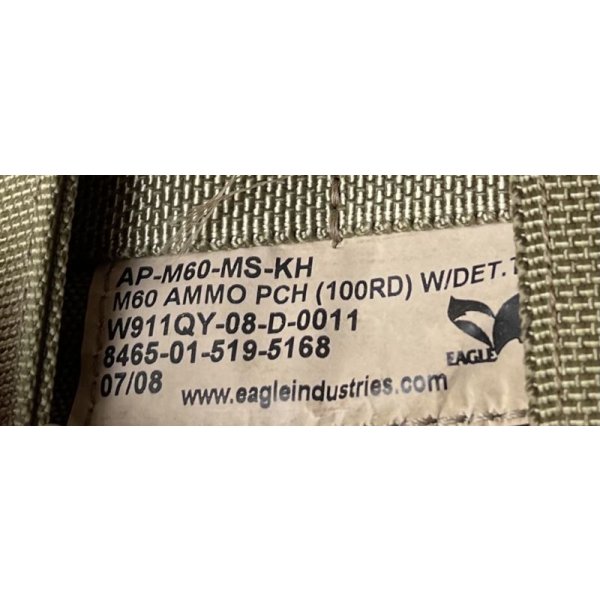 AP-M60-MS-KH
M60 AMMO PCH (100RD) W/DET.
W911QY-08-D-0011
8465-01-519-5168
EAGLE
07/08 www.eagleindustries.com